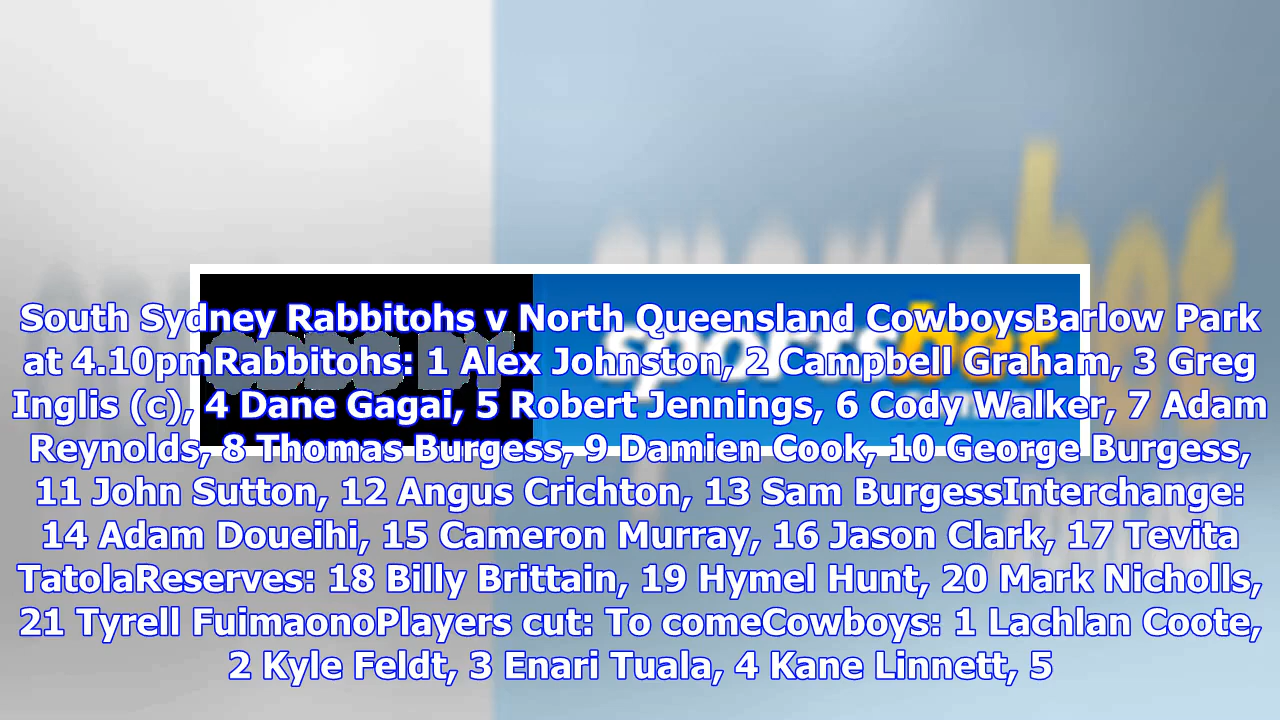 South Sydney Rabbitohs v North Queensland CowboysBarlow Park
at 4.10pmRabbitohs: 1 Alex Johnston, 2 Campbell Graham, 3 Greg
Inglis (c), 4 Dane Gagai, 5 Robert Jennings, 6 Cody Walker, 7 Adam
Reynolds, 8 Thomas Burgess, 9 Damien Cook, 10 George Burgess,
11 John Sutton, 12 Angus Crichton, 13 Sam BurgessInterchange:
14 Adam Doueihi, 15 Cameron Murray, 16 Jason Clark, 17 Tevita
TatolaReserves: 18 Billy Brittain, 19 Hymel Hunt, 20 Mark Nicholls,
21 Tyrell FuimaonoPlayers cut: To comeCowboys: 1 Lachlan Coote,
2 Kyle Feldt, 3 Enari Tuala, 4 Kane Linnett, 5
sportsbet